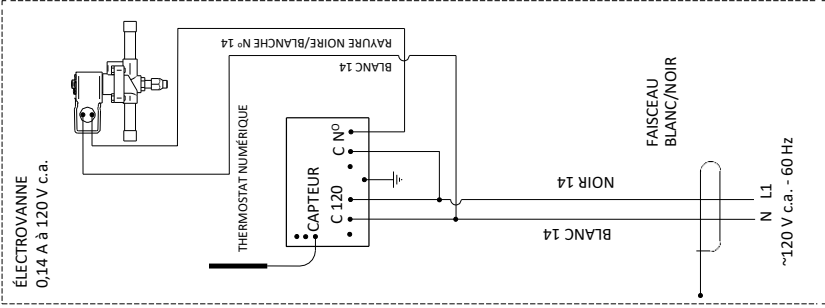 ÉLECTROVANNE
0,14 A à 120 V c.a.
RAYURE NOIRE/BLANCHE Nº 14
BLANC 14
THERMOSTAT NUMÉRIQUE
CAPTEUR
C 120
C Nº
FAISCEAU
BLANC/NOIR
NOIR 14
BLANC 14
N L1
~120 V c.a. - 60 Hz